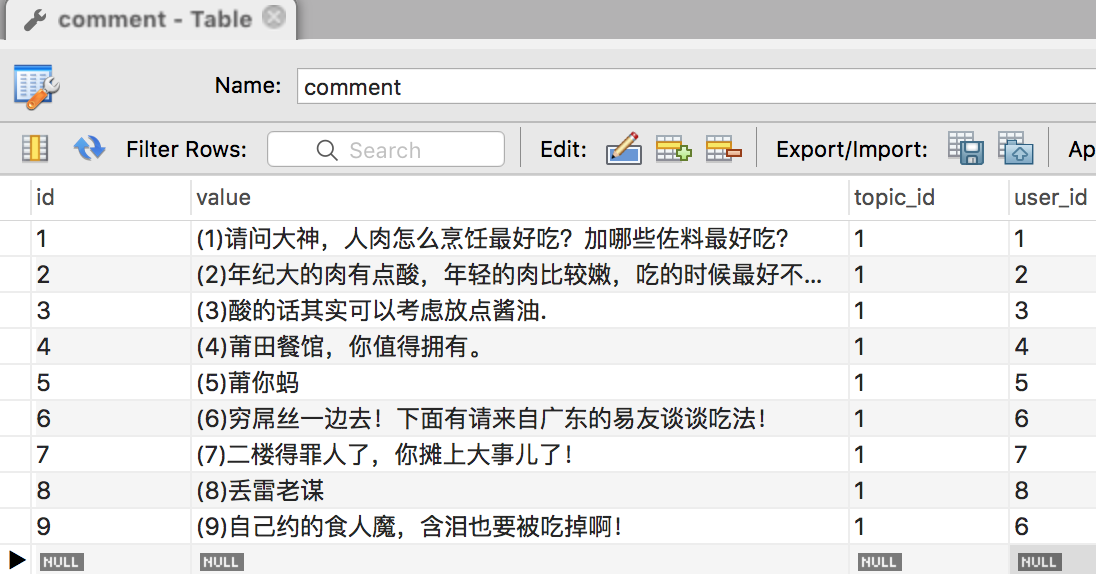 comment - Table
Name: comment
Filter Rows: Search Edit: Export/Import: Ap
id value topic_id user_id
1 (1)请问大神，人肉怎么烹饪最好吃？加哪些佐料最好吃？ 1 1
2 (2)年纪大的肉有点酸，年轻的肉比较嫩，吃的时候最好不... 1 2
3 (3)酸的话其实可以考虑放点酱油. 1 3
4 (4)莆田餐馆，你值得拥有。 1 4
5 (5)莆你蚂 1 5
6 (6)穷屌丝一边去！下面有请来自广东的易友谈谈吃法！ 1 6
7 (7)二楼得罪人了，你摊上大事儿了！ 1 7
8 (8)丢雷老谋 1 8
9 (9)自己约的食人魔，含泪也要被吃掉啊！ 1 6
NULL NULL NULL NULL